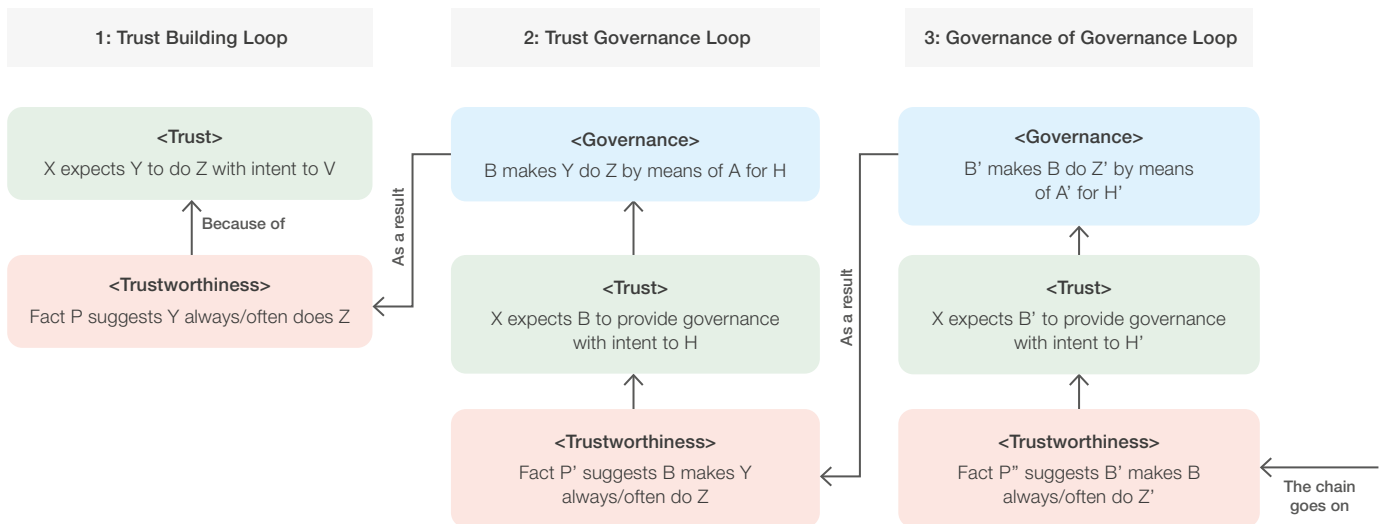 1: Trust Building Loop
2: Trust Governance Loop
3: Governance of Governance Loop
<Trust>
X expects Y to do Z with intent to V
Because of
<Trustworthiness>
Fact P suggests Y always/often does Z
As a result
<Governance>
B makes Y do Z by means of A for H
<Trust>
X expects B to provide governance
with intent to H
<Trustworthiness>
Fact P’ suggests B makes Y
always/often do Z
As a result
<Governance>
B’ makes B do Z’ by means
of A’ for H’
<Trust>
X expects B’ to provide governance
with intent to H’
<Trustworthiness>
Fact P” suggests B’ makes B
always/often do Z’
The chain
goes on